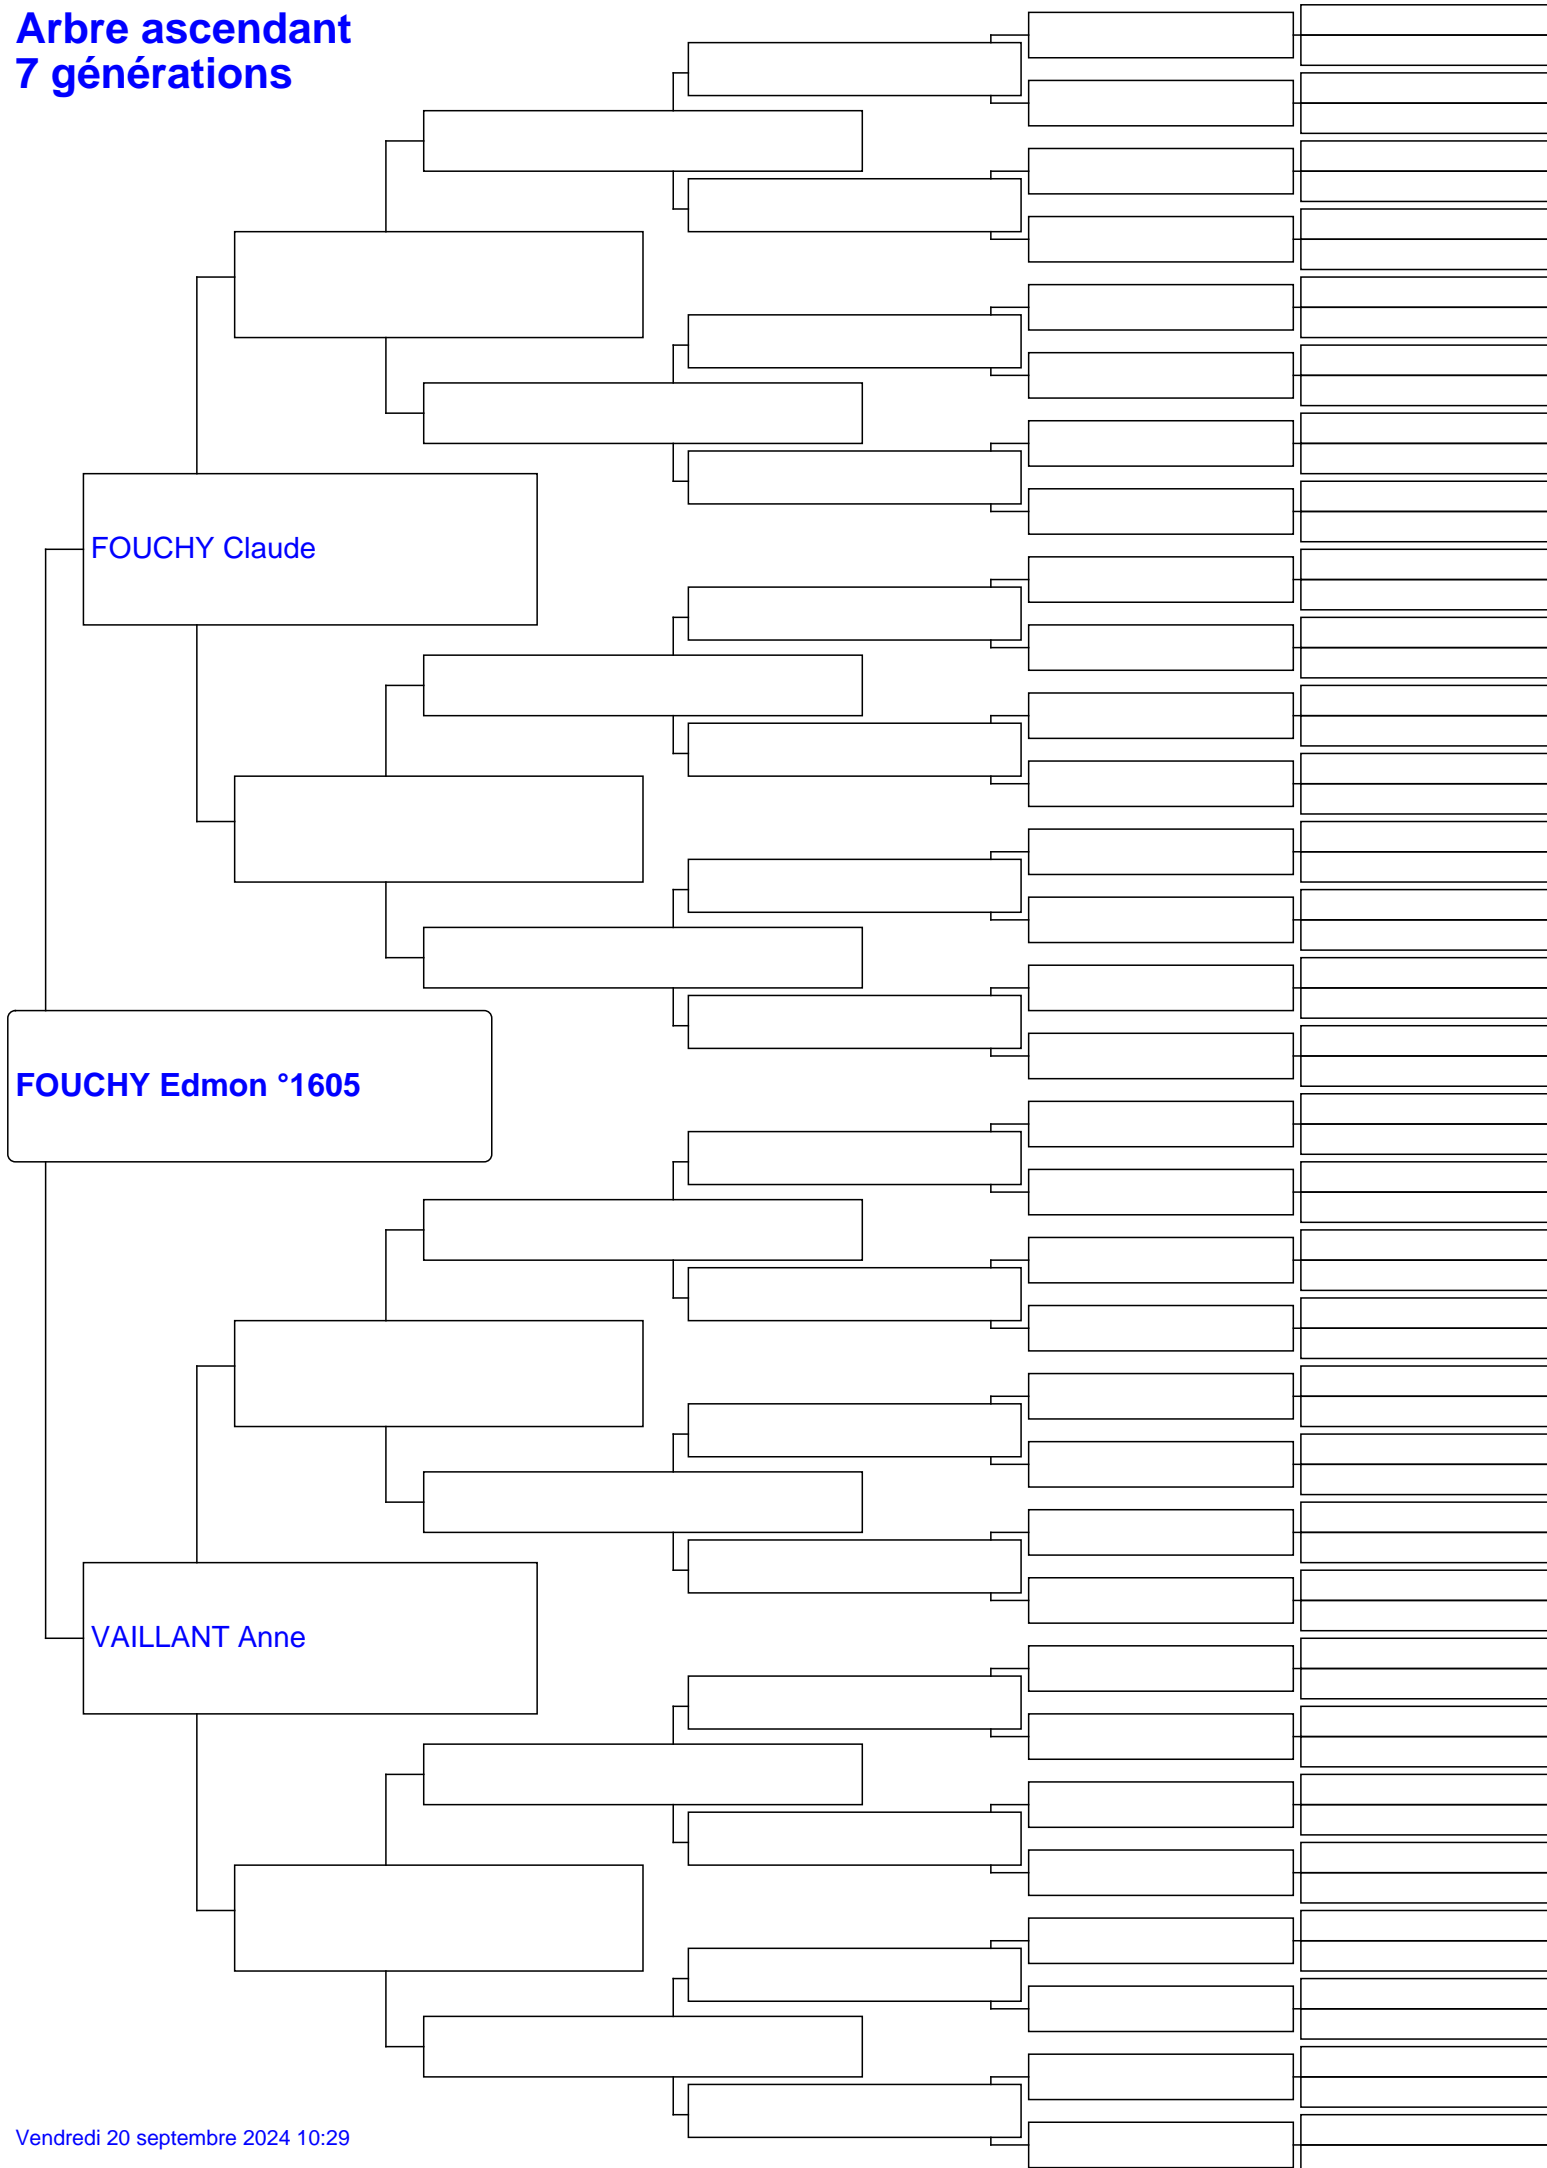 Arbre ascendant
7 générations
FOUCHY Claude
FOUCHY Edmon °1605
VAILLANT Anne
Vendredi 20 septembre 2024 10:29